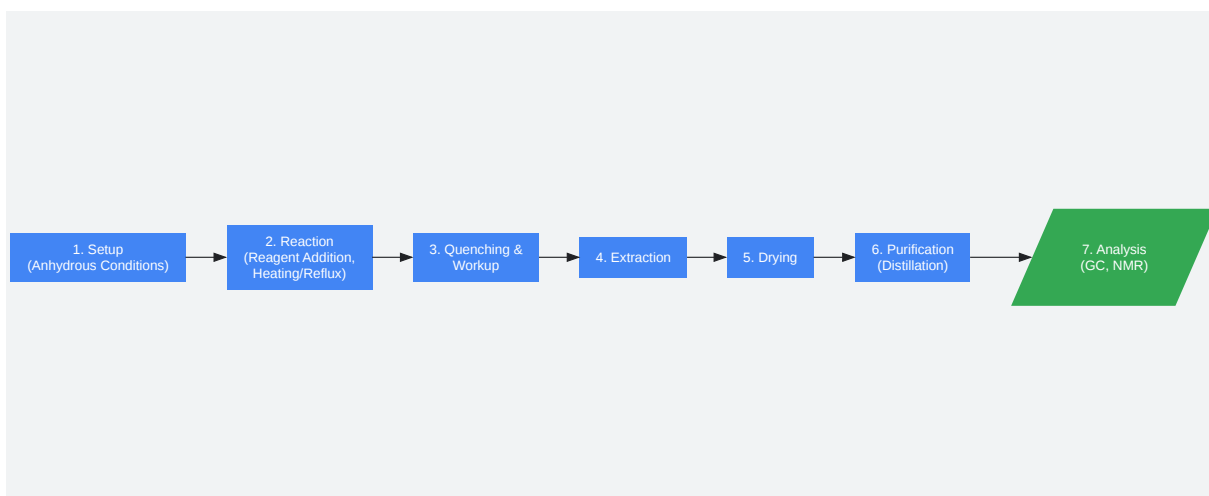 1. Setup
(Anhydrous Conditions)
2. Reaction
(Reagent Addition,
Heating/Reflux)
3. Quenching &
Workup
4. Extraction
5. Drying
6. Purification
(Distillation)
7. Analysis
(GC, NMR)